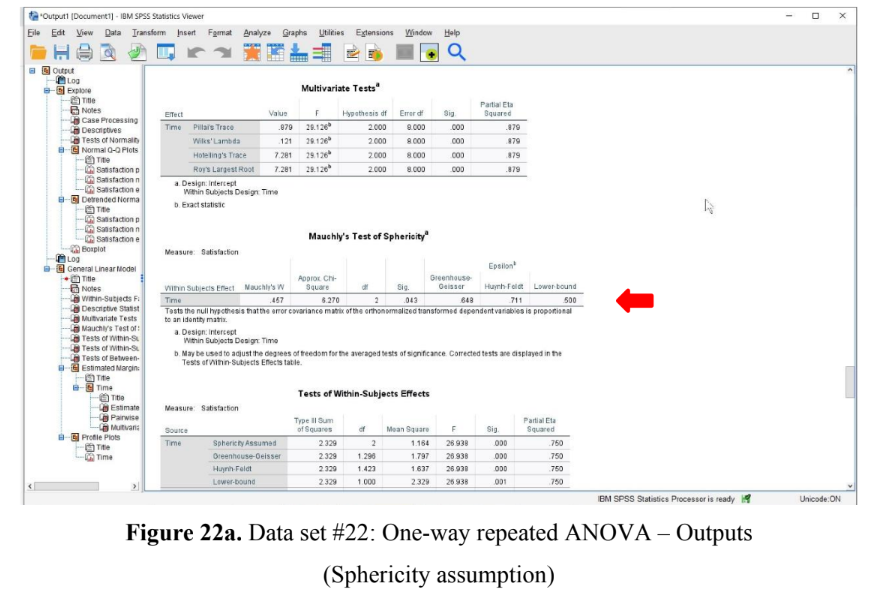 *Output1 [Document1] - IBM SPSS Statistics Viewer
File Edit View Data Transform Insert Format Analyze Graphs Utilities Extensions Window Help
Output
Log
Explore
Title
Notes
Case Processing
Descriptives
Tests of Normality
Normal Q-Q Plots
Title
Satisfaction p
Satisfaction n
Satisfaction e
Detrended Norma
Title
Satisfaction p
Satisfaction n
Satisfaction e
Boxplot
Log
General Linear Model
Title
Notes
Within-Subjects Fa
Descriptive Statist
Multivariate Tests
Mauchly's Test of
Tests of Within-Su
Tests of Within-Su
Tests of Between-
Estimated Margin
Title
Time
Title
Estimate
Pairwise
Multivaria
Profile Plots
Title
Time
Multivariate Testsa
Effect Value F Hypothesis df Error df Sig. Partial Eta Squared
Time Pillai's Trace .879 29.126b 2.000 8.000 .000 .879
Wilks' Lambda .121 29.126b 2.000 8.000 .000 .879
Hotelling's Trace 7.281 29.126b 2.000 8.000 .000 .879
Roy's Largest Root 7.281 29.126b 2.000 8.000 .000 .879
a. Design: Intercept
Within Subjects Design: Time
b. Exact statistic
Mauchly's Test of Sphericitya
Measure: Satisfaction
Epsilonb
Within Subjects Effect Mauchly's W Approx. Chi-Square df Sig. Greenhouse-Geisser Huynh-Feldt Lower-bound
Time .457 6.270 2 .043 .648 .711 .500
Tests the null hypothesis that the error covariance matrix of the orthonormalized transformed dependent variables is proportional
to an identity matrix.
a. Design: Intercept
Within Subjects Design: Time
b. May be used to adjust the degrees of freedom for the averaged tests of significance. Corrected tests are displayed in the
Tests of Within-Subjects Effects table.
Tests of Within-Subjects Effects
Measure: Satisfaction
Source Type III Sum of Squares df Mean Square F Sig. Partial Eta Squared
Time Sphericity Assumed 2.329 2 1.164 26.938 .000 .750
Greenhouse-Geisser 2.329 1.296 1.797 26.938 .000 .750
Huynh-Feldt 2.329 1.423 1.637 26.938 .000 .750
Lower-bound 2.329 1.000 2.329 26.938 .001 .750
IBM SPSS Statistics Processor is ready Unicode:ON
Figure 22a. Data set #22: One-way repeated ANOVA – Outputs
(Sphericity assumption)